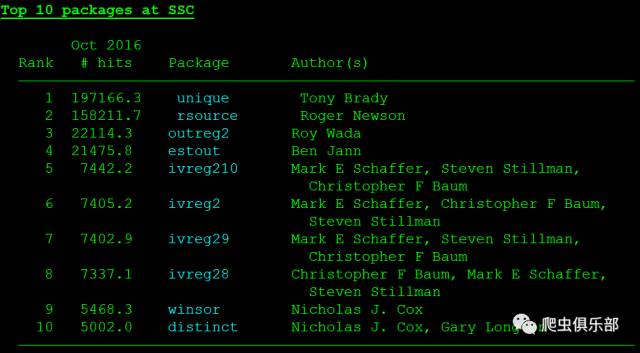 Top 10 packages at SSC
Oct 2016
Rank # hits Package Author(s)
1 197166.3 unique Tony Brady
2 158211.7 rsource Roger Newson
3 22114.3 outreg2 Roy Wada
4 21475.8 estout Ben Jann
5 7442.2 ivreg210 Mark E Schaffer, Steven Stillman,
Christopher F Baum
6 7405.2 ivreg2 Mark E Schaffer, Christopher F Baum,
Steven Stillman
7 7402.9 ivreg29 Mark E Schaffer, Steven Stillman,
Christopher F Baum
8 7337.1 ivreg28 Christopher F Baum, Mark E Schaffer,
Steven Stillman
9 5468.3 winsor Nicholas J. Cox
10 5002.0 distinct Nicholas J. Cox, Gary
爬虫俱乐部